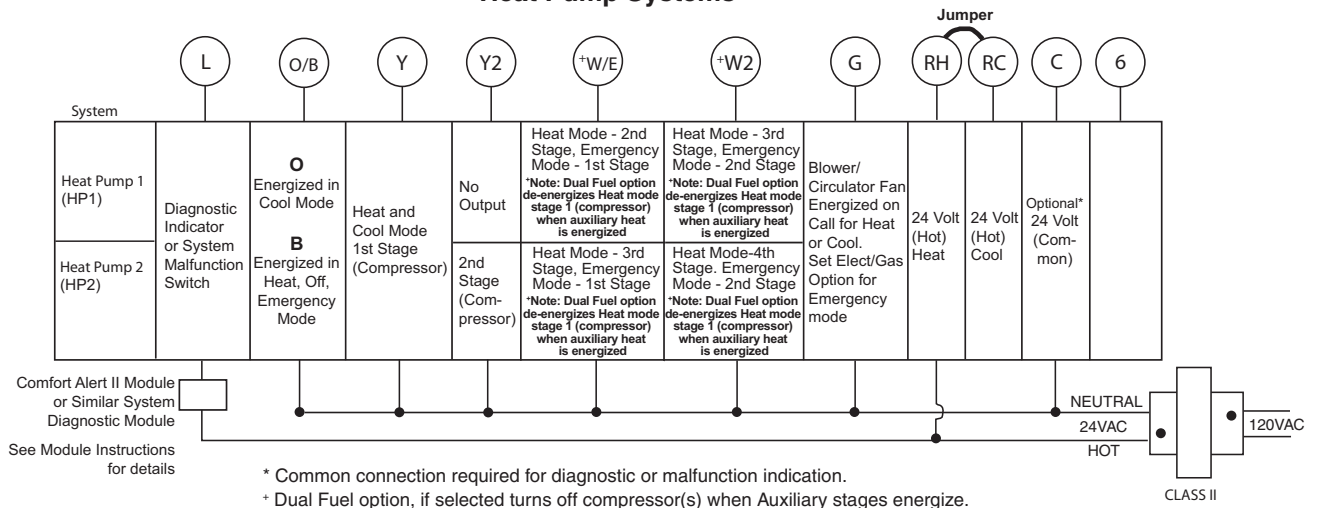 Heat Pump Systems
Jumper
L
O/B
Y
Y2
+W/E
+W2
G
RH
RC
C
6
System
Heat Pump 1
(HP1)
Heat Pump 2
(HP2)
Diagnostic
Indicator
or System
Malfunction
Switch
O
Energized in
Cool Mode
B
Energized in
Heat, Off,
Emergency
Mode
Heat and
Cool Mode
1st Stage
(Compressor)
No
Output
2nd
Stage
(Com-
pressor)
Heat Mode - 2nd
Stage, Emergency
Mode - 1st Stage
+Note: Dual Fuel option
de-energizes Heat mode
stage 1 (compressor)
when auxiliary heat
is energized
Heat Mode - 3rd
Stage, Emergency
Mode - 1st Stage
+Note: Dual Fuel option
de-energizes Heat mode
stage 1 (compressor)
when auxiliary heat
is energized
Heat Mode - 3rd
Stage, Emergency
Mode - 2nd Stage
+Note: Dual Fuel option
de-energizes Heat mode
stage 1 (compressor)
when auxiliary heat
is energized
Heat Mode-4th
Stage. Emergency
Mode - 2nd Stage
+Note: Dual Fuel option
de-energizes Heat mode
stage 1 (compressor)
when auxiliary heat
is energized
Blower/
Circulator Fan
Energized on
Call for Heat
or Cool.
Set Elect/Gas
Option for
Emergency
mode
24 Volt
(Hot)
Heat
24 Volt
(Hot)
Cool
Optional*
24 Volt
(Com-
mon)
Comfort Alert II Module
or Similar System
Diagnostic Module
See Module Instructions
for details
NEUTRAL
24VAC
HOT
120VAC
CLASS II
* Common connection required for diagnostic or malfunction indication.
+ Dual Fuel option, if selected turns off compressor(s) when Auxiliary stages energize.